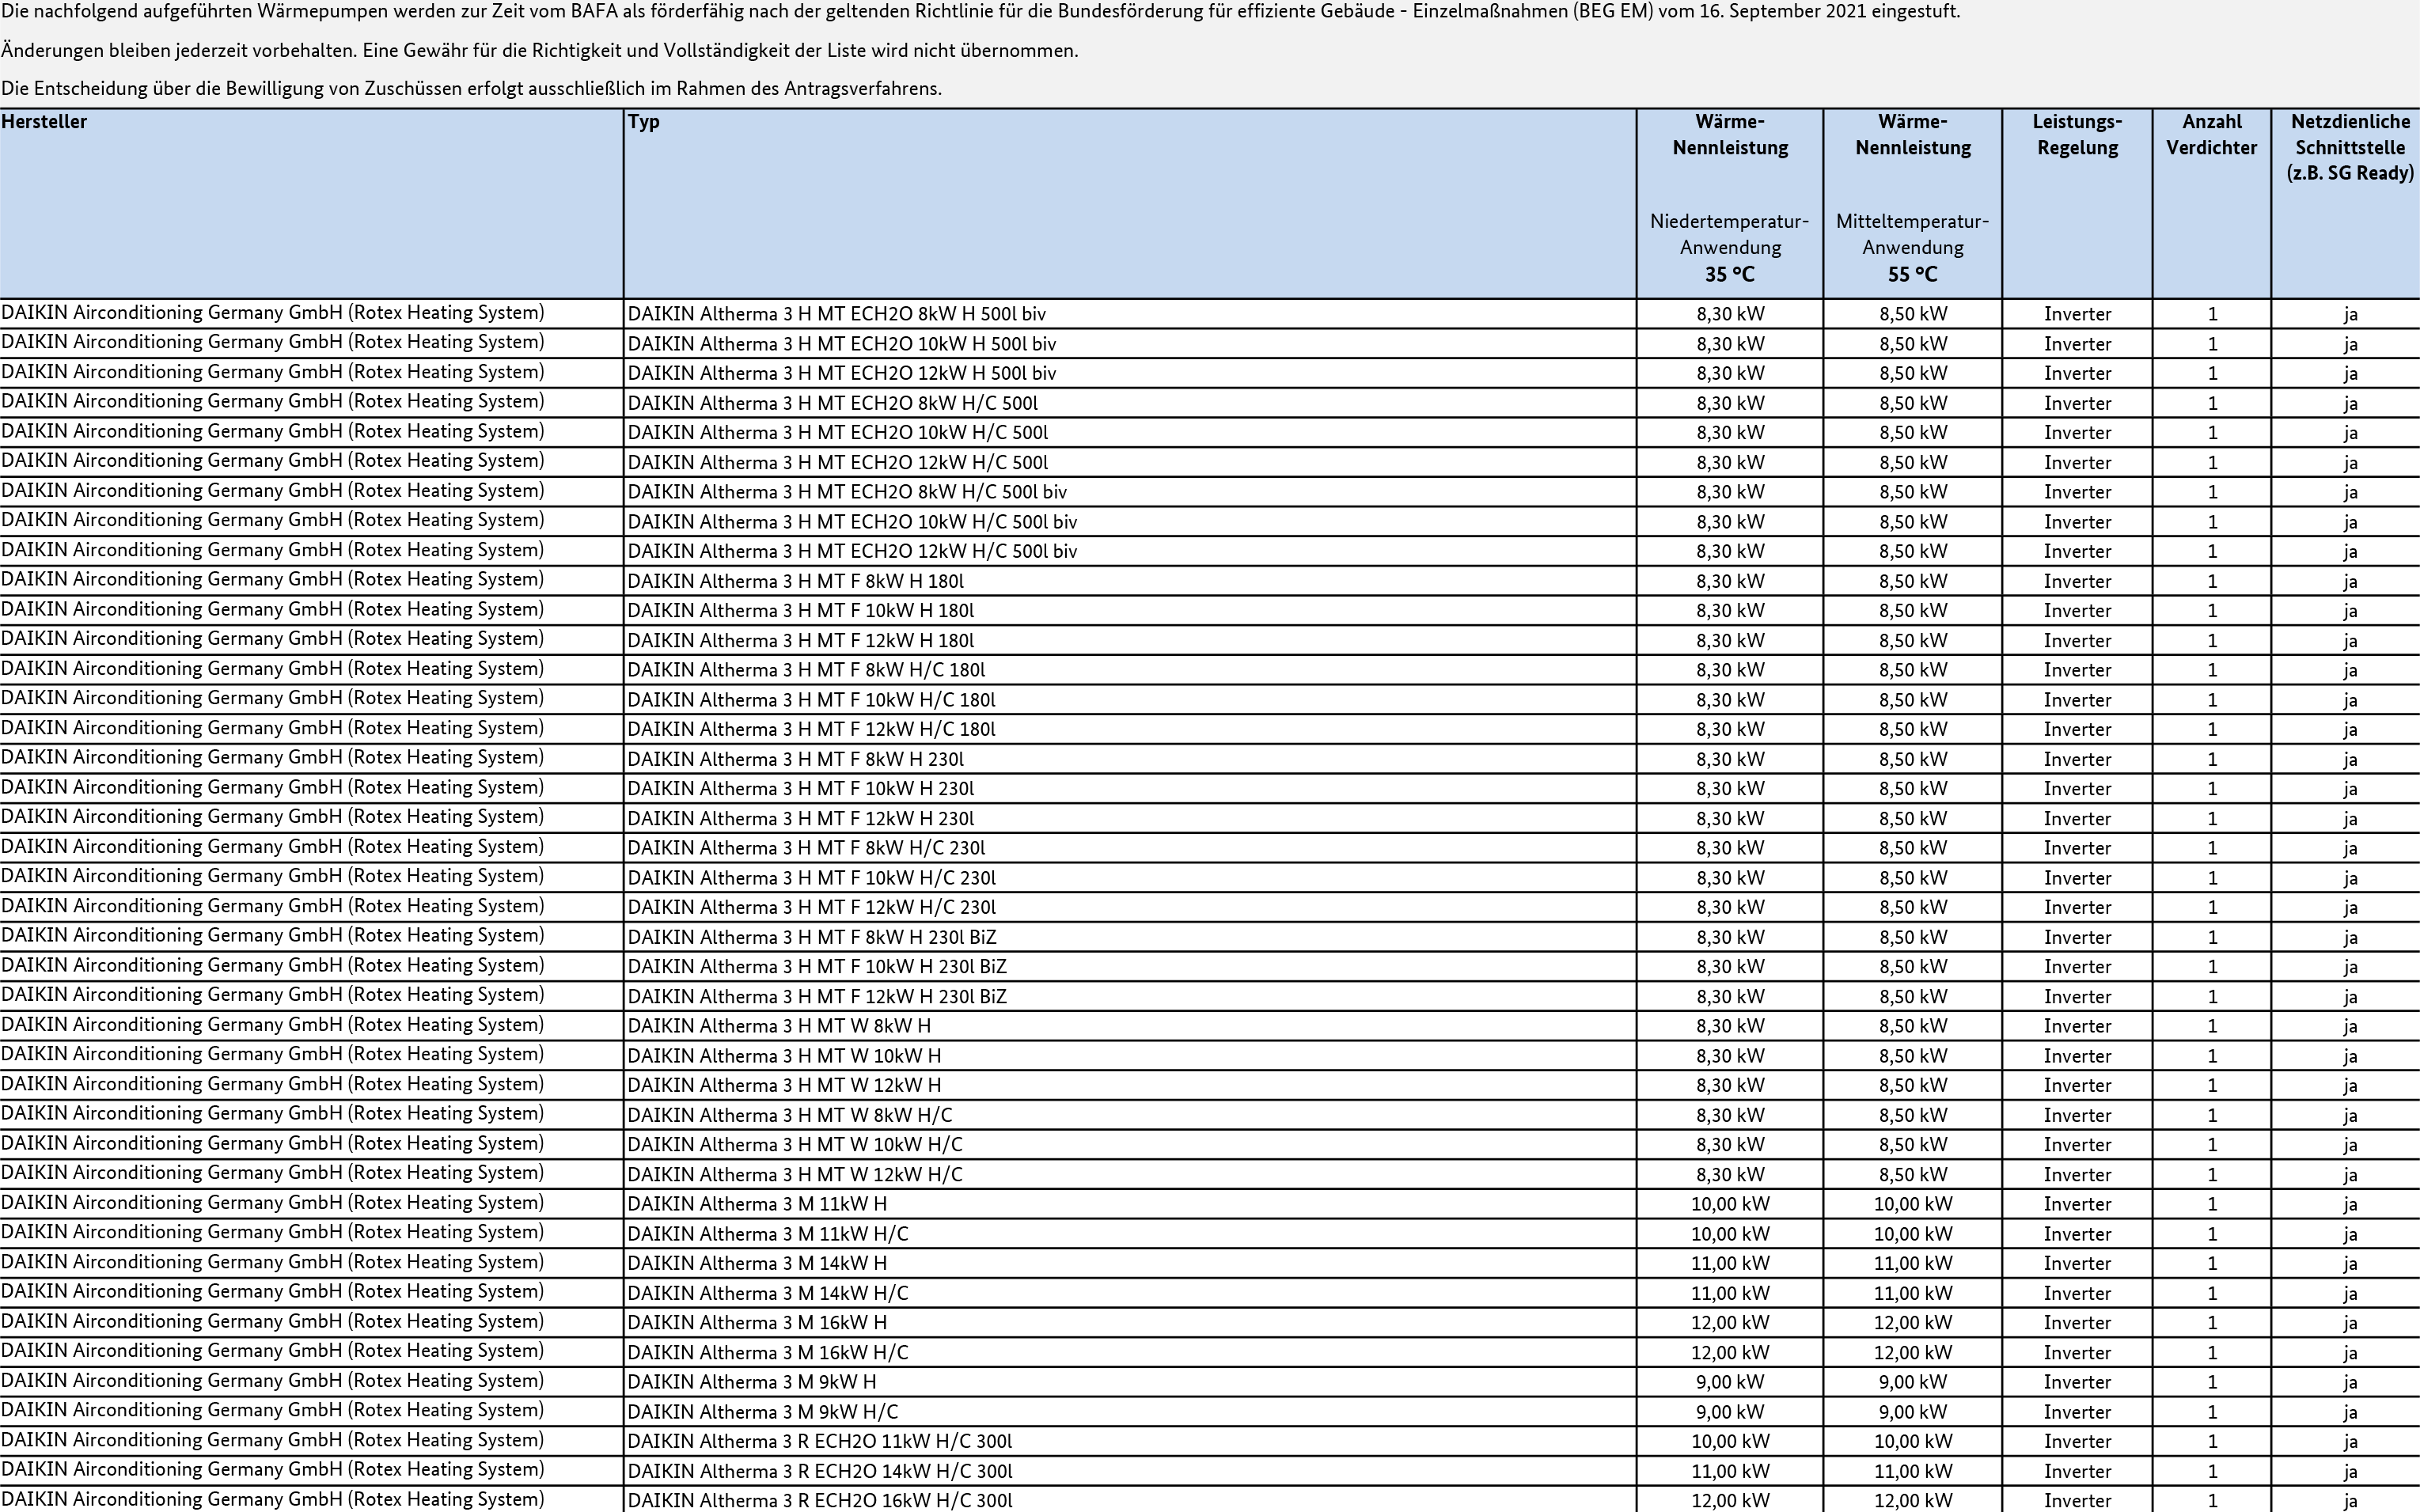 Die nachfolgend aufgeführten Wärmepumpen werden zur Zeit vom BAFA als förderfähig nach der geltenden Richtlinie für die Bundesförderung für effiziente Gebäude - Einzelmaßnahmen (BEG EM) vom 16. September 2021 eingestuft.
Änderungen bleiben jederzeit vorbehalten. Eine Gewähr für die Richtigkeit und Vollständigkeit der Liste wird nicht übernommen.
Die Entscheidung über die Bewilligung von Zuschüssen erfolgt ausschließlich im Rahmen des Antragsverfahrens.
Hersteller Typ Wärme- Wärme- Leistungs- Anzahl Netzdienliche
Nennleistung Nennleistung Regelung Verdichter Schnittstelle
(z.B. SG Ready)
Niedertemperatur- Mitteltemperatur-
Anwendung Anwendung
35 °C 55 °C
DAIKIN Airconditioning Germany GmbH (Rotex Heating System) DAIKIN Altherma 3 H MT ECH2O 8kW H 500l biv 8,30 kW 8,50 kW Inverter 1 ja
DAIKIN Airconditioning Germany GmbH (Rotex Heating System) DAIKIN Altherma 3 H MT ECH2O 10kW H 500l biv 8,30 kW 8,50 kW Inverter 1 ja
DAIKIN Airconditioning Germany GmbH (Rotex Heating System) DAIKIN Altherma 3 H MT ECH2O 12kW H 500l biv 8,30 kW 8,50 kW Inverter 1 ja
DAIKIN Airconditioning Germany GmbH (Rotex Heating System) DAIKIN Altherma 3 H MT ECH2O 8kW H/C 500l 8,30 kW 8,50 kW Inverter 1 ja
DAIKIN Airconditioning Germany GmbH (Rotex Heating System) DAIKIN Altherma 3 H MT ECH2O 10kW H/C 500l 8,30 kW 8,50 kW Inverter 1 ja
DAIKIN Airconditioning Germany GmbH (Rotex Heating System) DAIKIN Altherma 3 H MT ECH2O 12kW H/C 500l 8,30 kW 8,50 kW Inverter 1 ja
DAIKIN Airconditioning Germany GmbH (Rotex Heating System) DAIKIN Altherma 3 H MT ECH2O 8kW H/C 500l biv 8,30 kW 8,50 kW Inverter 1 ja
DAIKIN Airconditioning Germany GmbH (Rotex Heating System) DAIKIN Altherma 3 H MT ECH2O 10kW H/C 500l biv 8,30 kW 8,50 kW Inverter 1 ja
DAIKIN Airconditioning Germany GmbH (Rotex Heating System) DAIKIN Altherma 3 H MT ECH2O 12kW H/C 500l biv 8,30 kW 8,50 kW Inverter 1 ja
DAIKIN Airconditioning Germany GmbH (Rotex Heating System) DAIKIN Altherma 3 H MT F 8kW H 180l 8,30 kW 8,50 kW Inverter 1 ja
DAIKIN Airconditioning Germany GmbH (Rotex Heating System) DAIKIN Altherma 3 H MT F 10kW H 180l 8,30 kW 8,50 kW Inverter 1 ja
DAIKIN Airconditioning Germany GmbH (Rotex Heating System) DAIKIN Altherma 3 H MT F 12kW H 180l 8,30 kW 8,50 kW Inverter 1 ja
DAIKIN Airconditioning Germany GmbH (Rotex Heating System) DAIKIN Altherma 3 H MT F 8kW H/C 180l 8,30 kW 8,50 kW Inverter 1 ja
DAIKIN Airconditioning Germany GmbH (Rotex Heating System) DAIKIN Altherma 3 H MT F 10kW H/C 180l 8,30 kW 8,50 kW Inverter 1 ja
DAIKIN Airconditioning Germany GmbH (Rotex Heating System) DAIKIN Altherma 3 H MT F 12kW H/C 180l 8,30 kW 8,50 kW Inverter 1 ja
DAIKIN Airconditioning Germany GmbH (Rotex Heating System) DAIKIN Altherma 3 H MT F 8kW H 230l 8,30 kW 8,50 kW Inverter 1 ja
DAIKIN Airconditioning Germany GmbH (Rotex Heating System) DAIKIN Altherma 3 H MT F 10kW H 230l 8,30 kW 8,50 kW Inverter 1 ja
DAIKIN Airconditioning Germany GmbH (Rotex Heating System) DAIKIN Altherma 3 H MT F 12kW H 230l 8,30 kW 8,50 kW Inverter 1 ja
DAIKIN Airconditioning Germany GmbH (Rotex Heating System) DAIKIN Altherma 3 H MT F 8kW H/C 230l 8,30 kW 8,50 kW Inverter 1 ja
DAIKIN Airconditioning Germany GmbH (Rotex Heating System) DAIKIN Altherma 3 H MT F 10kW H/C 230l 8,30 kW 8,50 kW Inverter 1 ja
DAIKIN Airconditioning Germany GmbH (Rotex Heating System) DAIKIN Altherma 3 H MT F 12kW H/C 230l 8,30 kW 8,50 kW Inverter 1 ja
DAIKIN Airconditioning Germany GmbH (Rotex Heating System) DAIKIN Altherma 3 H MT F 8kW H 230l BiZ 8,30 kW 8,50 kW Inverter 1 ja
DAIKIN Airconditioning Germany GmbH (Rotex Heating System) DAIKIN Altherma 3 H MT F 10kW H 230l BiZ 8,30 kW 8,50 kW Inverter 1 ja
DAIKIN Airconditioning Germany GmbH (Rotex Heating System) DAIKIN Altherma 3 H MT F 12kW H 230l BiZ 8,30 kW 8,50 kW Inverter 1 ja
DAIKIN Airconditioning Germany GmbH (Rotex Heating System) DAIKIN Altherma 3 H MT W 8kW H 8,30 kW 8,50 kW Inverter 1 ja
DAIKIN Airconditioning Germany GmbH (Rotex Heating System) DAIKIN Altherma 3 H MT W 10kW H 8,30 kW 8,50 kW Inverter 1 ja
DAIKIN Airconditioning Germany GmbH (Rotex Heating System) DAIKIN Altherma 3 H MT W 12kW H 8,30 kW 8,50 kW Inverter 1 ja
DAIKIN Airconditioning Germany GmbH (Rotex Heating System) DAIKIN Altherma 3 H MT W 8kW H/C 8,30 kW 8,50 kW Inverter 1 ja
DAIKIN Airconditioning Germany GmbH (Rotex Heating System) DAIKIN Altherma 3 H MT W 10kW H/C 8,30 kW 8,50 kW Inverter 1 ja
DAIKIN Airconditioning Germany GmbH (Rotex Heating System) DAIKIN Altherma 3 H MT W 12kW H/C 8,30 kW 8,50 kW Inverter 1 ja
DAIKIN Airconditioning Germany GmbH (Rotex Heating System) DAIKIN Altherma 3 M 11kW H 10,00 kW 10,00 kW Inverter 1 ja
DAIKIN Airconditioning Germany GmbH (Rotex Heating System) DAIKIN Altherma 3 M 11kW H/C 10,00 kW 10,00 kW Inverter 1 ja
DAIKIN Airconditioning Germany GmbH (Rotex Heating System) DAIKIN Altherma 3 M 14kW H 11,00 kW 11,00 kW Inverter 1 ja
DAIKIN Airconditioning Germany GmbH (Rotex Heating System) DAIKIN Altherma 3 M 14kW H/C 11,00 kW 11,00 kW Inverter 1 ja
DAIKIN Airconditioning Germany GmbH (Rotex Heating System) DAIKIN Altherma 3 M 16kW H 12,00 kW 12,00 kW Inverter 1 ja
DAIKIN Airconditioning Germany GmbH (Rotex Heating System) DAIKIN Altherma 3 M 16kW H/C 12,00 kW 12,00 kW Inverter 1 ja
DAIKIN Airconditioning Germany GmbH (Rotex Heating System) DAIKIN Altherma 3 M 9kW H 9,00 kW 9,00 kW Inverter 1 ja
DAIKIN Airconditioning Germany GmbH (Rotex Heating System) DAIKIN Altherma 3 M 9kW H/C 9,00 kW 9,00 kW Inverter 1 ja
DAIKIN Airconditioning Germany GmbH (Rotex Heating System) DAIKIN Altherma 3 R ECH2O 11kW H/C 300l 10,00 kW 10,00 kW Inverter 1 ja
DAIKIN Airconditioning Germany GmbH (Rotex Heating System) DAIKIN Altherma 3 R ECH2O 14kW H/C 300l 11,00 kW 11,00 kW Inverter 1 ja
DAIKIN Airconditioning Germany GmbH (Rotex Heating System) DAIKIN Altherma 3 R ECH2O 16kW H/C 300l 12,00 kW 12,00 kW Inverter 1 ja